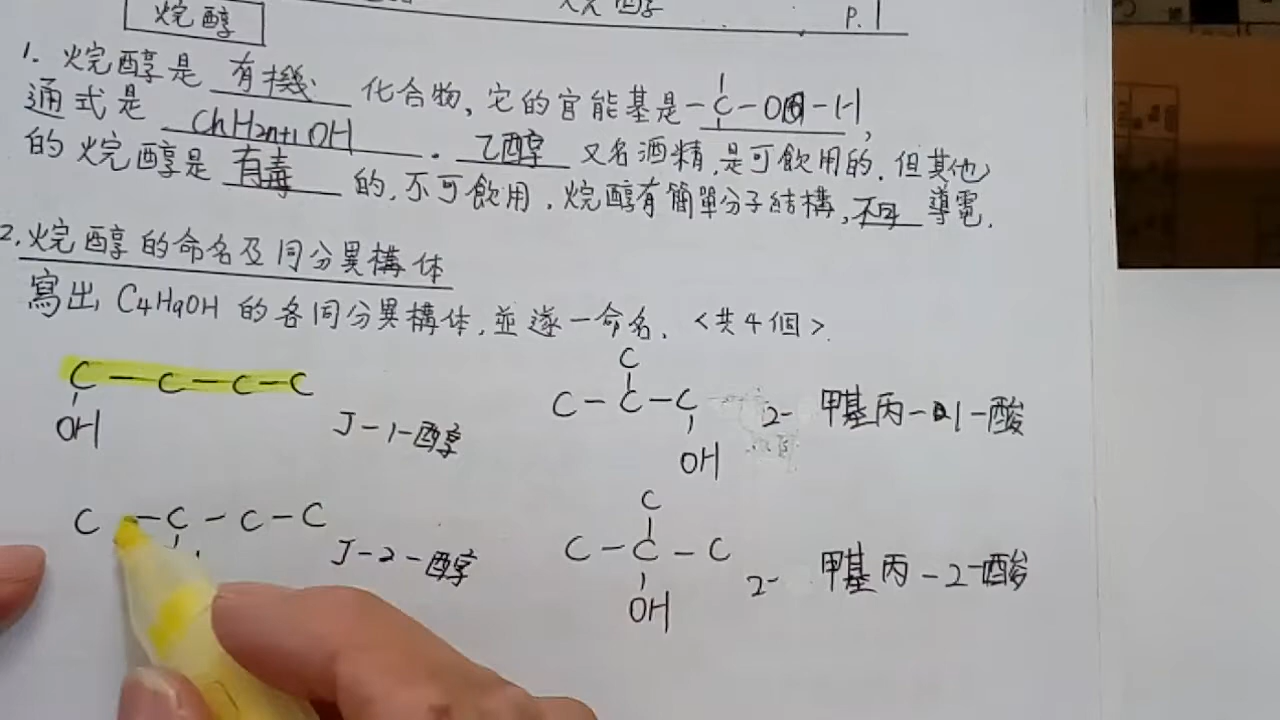 烷醇
P.1
1. 烷醇是 有機 化合物, 它的官能基是 -C-O-H,
通式是 CnH2n+1OH . 乙醇 又名酒精,是可飲用的. 但其他
的烷醇是 有毒 的, 不可飲用. 烷醇有簡單分子結構, 不可 導電.
2. 烷醇的命名及同分異構体
寫出 C4H9OH 的各同分異構体, 並逐一命名. <共4個>
C - C - C - C
OH
丁-1-醇
C
C - C - C
OH
2- 甲基丙-1-酸
C - C - C - C
丁-2-醇
C
C - C - C
OH
2- 甲基丙-2-酸